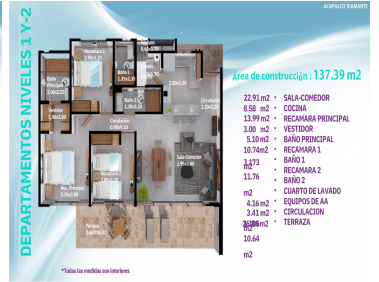 ACAPULCO DIAMANTE
DEPARTAMENTOS NIVELES 1 Y-2
Área de construcción : 137.39 m2
22.91 m2 • SALA-COMEDOR
8.58 m2 • COCINA
13.99 m2 • RECAMARA PRINCIPAL
3.00 m2 • VESTIDOR
5.10 m2 • BAÑO PRINCIPAL
10.74m2 • RECAMARA 1
3.173 • BAÑO 1
m2 • RECAMARA 2
11.76 • BAÑO 2
m2 • CUARTO DE LAVADO
4.16 m2 • EQUIPOS DE AA
3.41 m2 • CIRCULACION
m2 • TERRAZA
10.64
m2
Recamara 1
Baño 1
Baño
Principal
Vestidor
Baño 2
Circulación
Circulación
Sala-Comedor
Rec. Principal
Recamara 2
Terraza
*Todas las medidas son interiores